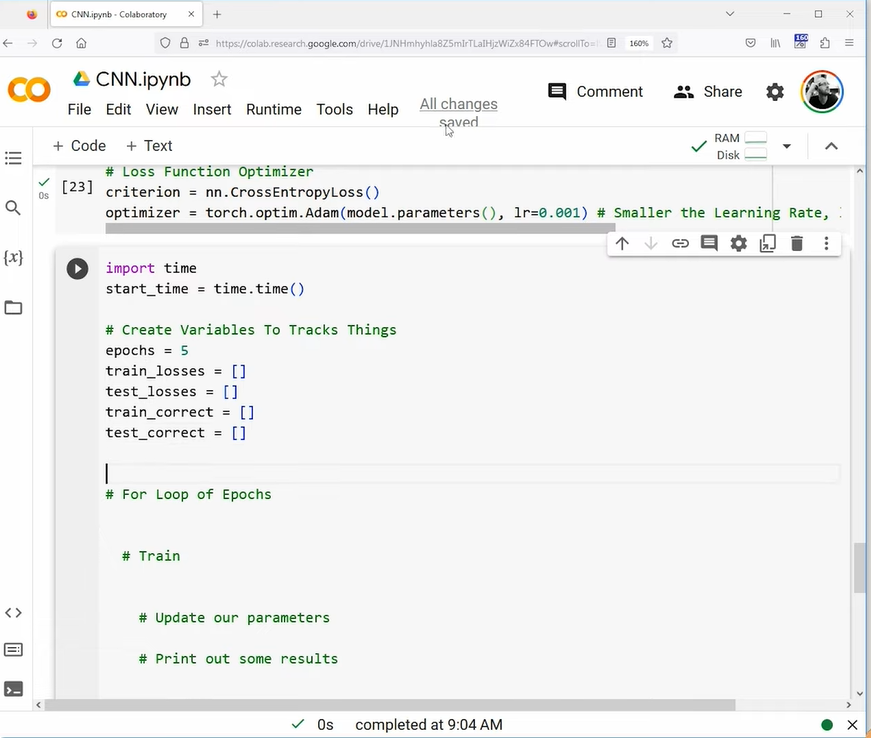 CNN.ipynb - Colaboratory
https://colab.research.google.com/drive/1JNHmhyhla8Z5mIrTLaIHjzWiZx84FTOw#scrollTo=
160%
160
CNN.ipynb
File Edit View Insert Runtime Tools Help
All changes
saved
Comment
Share
+ Code + Text
RAM
Disk
# Loss Function Optimizer
[23]
0s
criterion = nn.CrossEntropyLoss()
optimizer = torch.optim.Adam(model.parameters(), lr=0.001) # Smaller the Learning Rate,
import time
start_time = time.time()
# Create Variables To Tracks Things
epochs = 5
train_losses = []
test_losses = []
train_correct = []
test_correct = []
# For Loop of Epochs
# Train
# Update our parameters
# Print out some results
0s completed at 9:04 AM